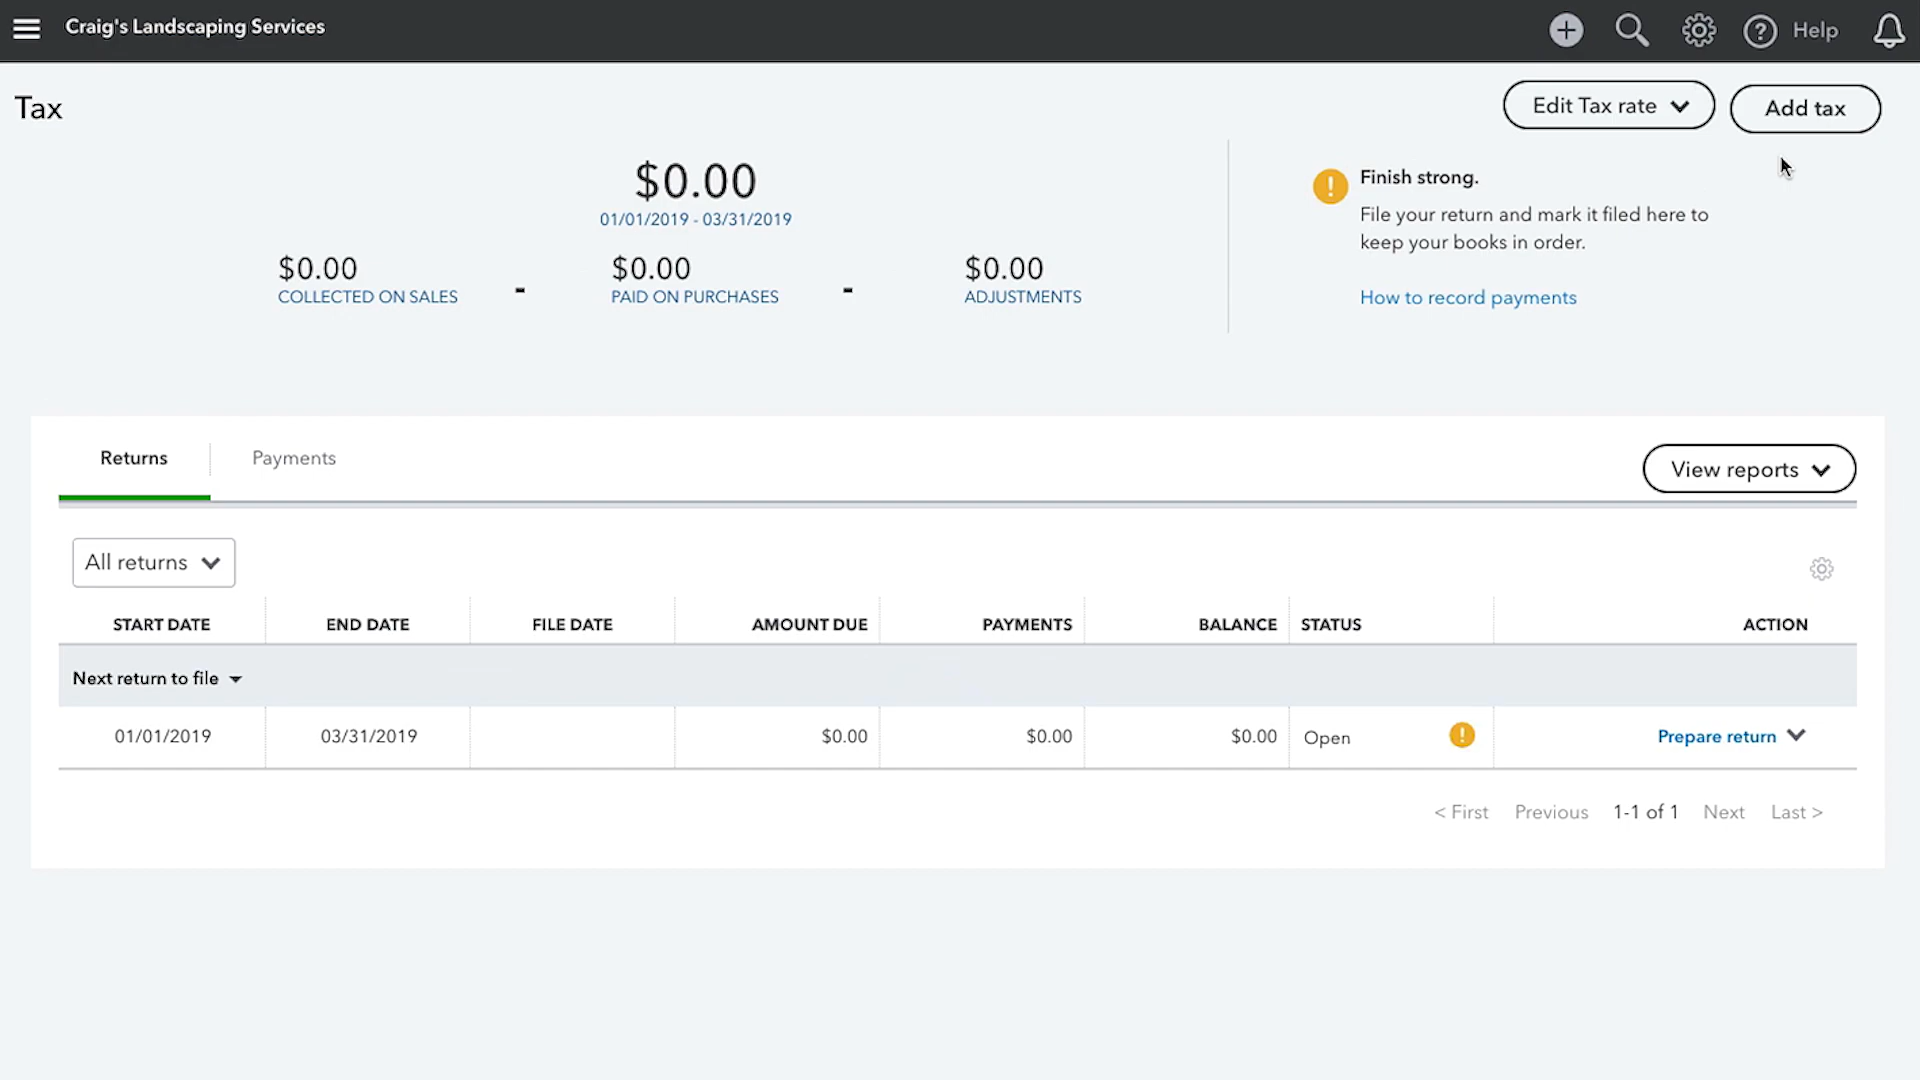 Craig's Landscaping Services
Help
Tax
Edit Tax rate
Add tax
$0.00
01/01/2019 - 03/31/2019
$0.00
COLLECTED ON SALES
-
$0.00
PAID ON PURCHASES
-
$0.00
ADJUSTMENTS
Finish strong.
File your return and mark it filed here to
keep your books in order.
How to record payments
Returns
Payments
View reports
All returns
START DATE END DATE FILE DATE AMOUNT DUE PAYMENTS BALANCE STATUS ACTION
Next return to file
01/01/2019 03/31/2019 $0.00 $0.00 $0.00 Open Prepare return
< First Previous 1-1 of 1 Next Last >